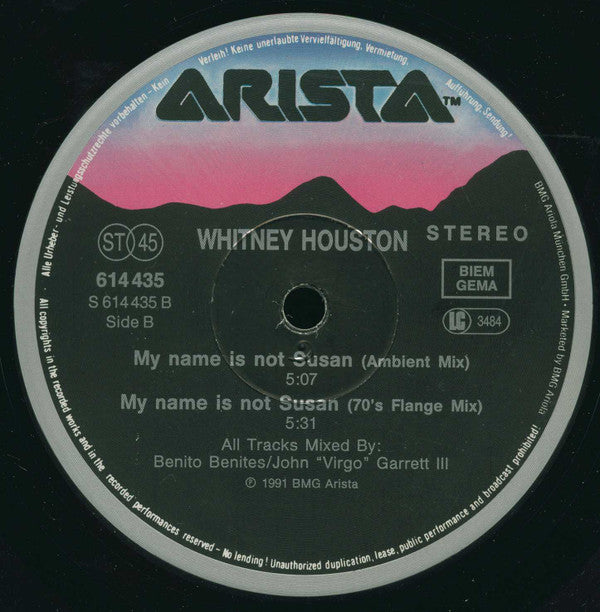 ARISTA™
Alle Urheber- und Leistungsschutzrechte vorbehalten - Kein Verleih! Keine unerlaubte Vervielfältigung, Vermietung, Aufführung, Sendung!
ST 45
WHITNEY HOUSTON
STEREO
614 435
S 614 435 B
Side B
BIEM
GEMA
LC 3484
My name is not Susan (Ambient Mix)
5:07
My name is not Susan (70's Flange Mix)
5:31
All Tracks Mixed By:
Benito Benites/John "Virgo" Garrett III
℗ 1991 BMG Arista
BMG Ariola München GmbH · Marketed by BMG Ariola
All copyrights in the recorded works and in the recorded performances reserved - No lending! Unauthorized duplication, lease, public performance and broadcast prohibited!